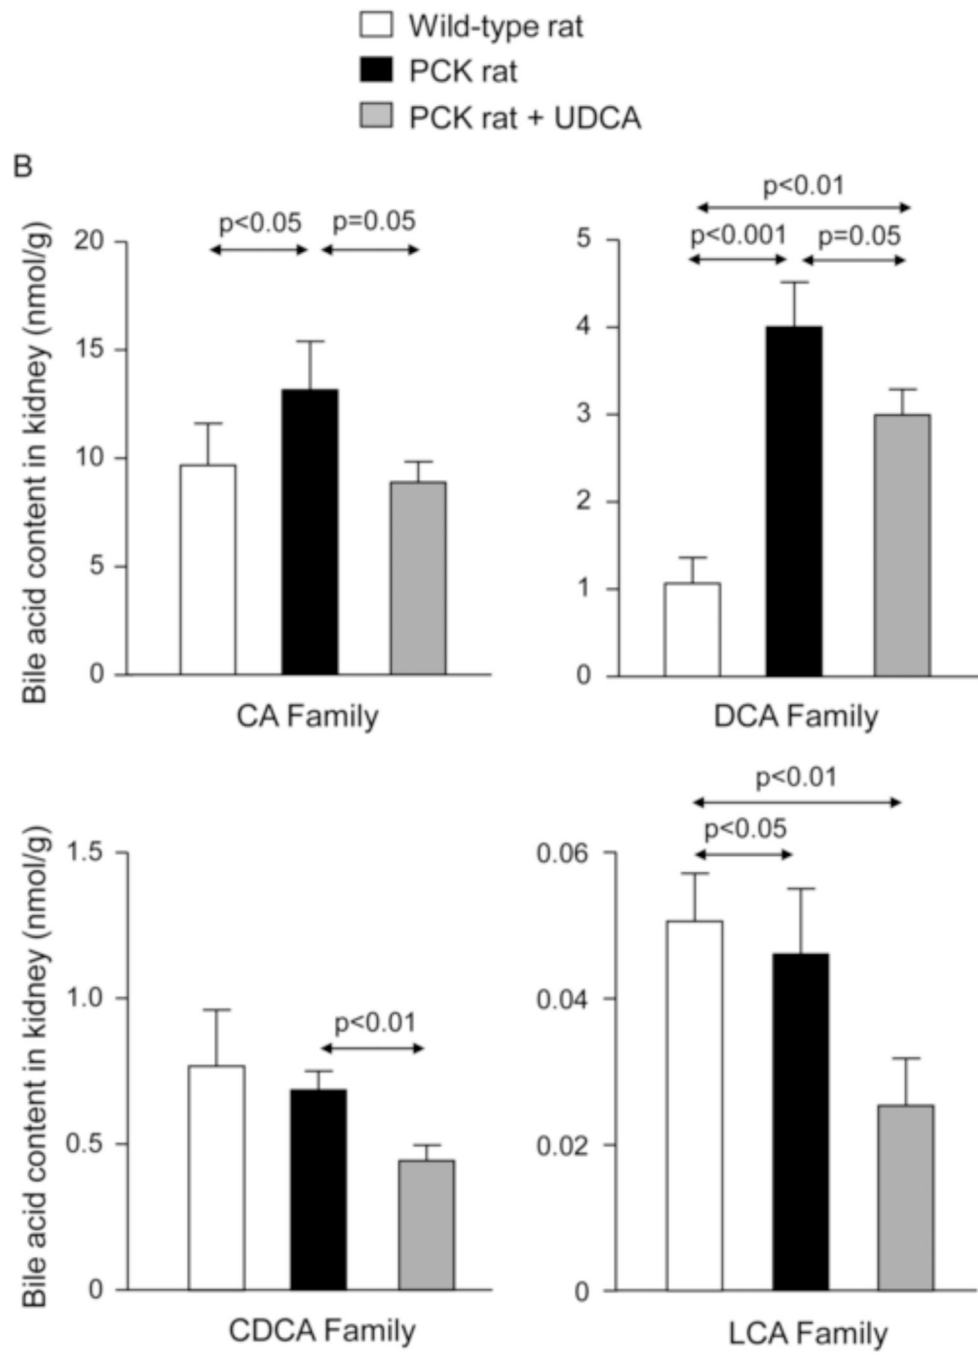 Wild-type rat
PCK rat
PCK rat + UDCA
B
Bile acid content in kidney (nmol/g)
20
15
10
5
0
p<0.05
p=0.05
CA Family
5
4
3
2
1
0
p<0.01
p<0.001
p=0.05
DCA Family
Bile acid content in kidney (nmol/g)
1.5
1.0
0.5
0
p<0.01
CDCA Family
0.06
0.04
0.02
0
p<0.01
p<0.05
LCA Family